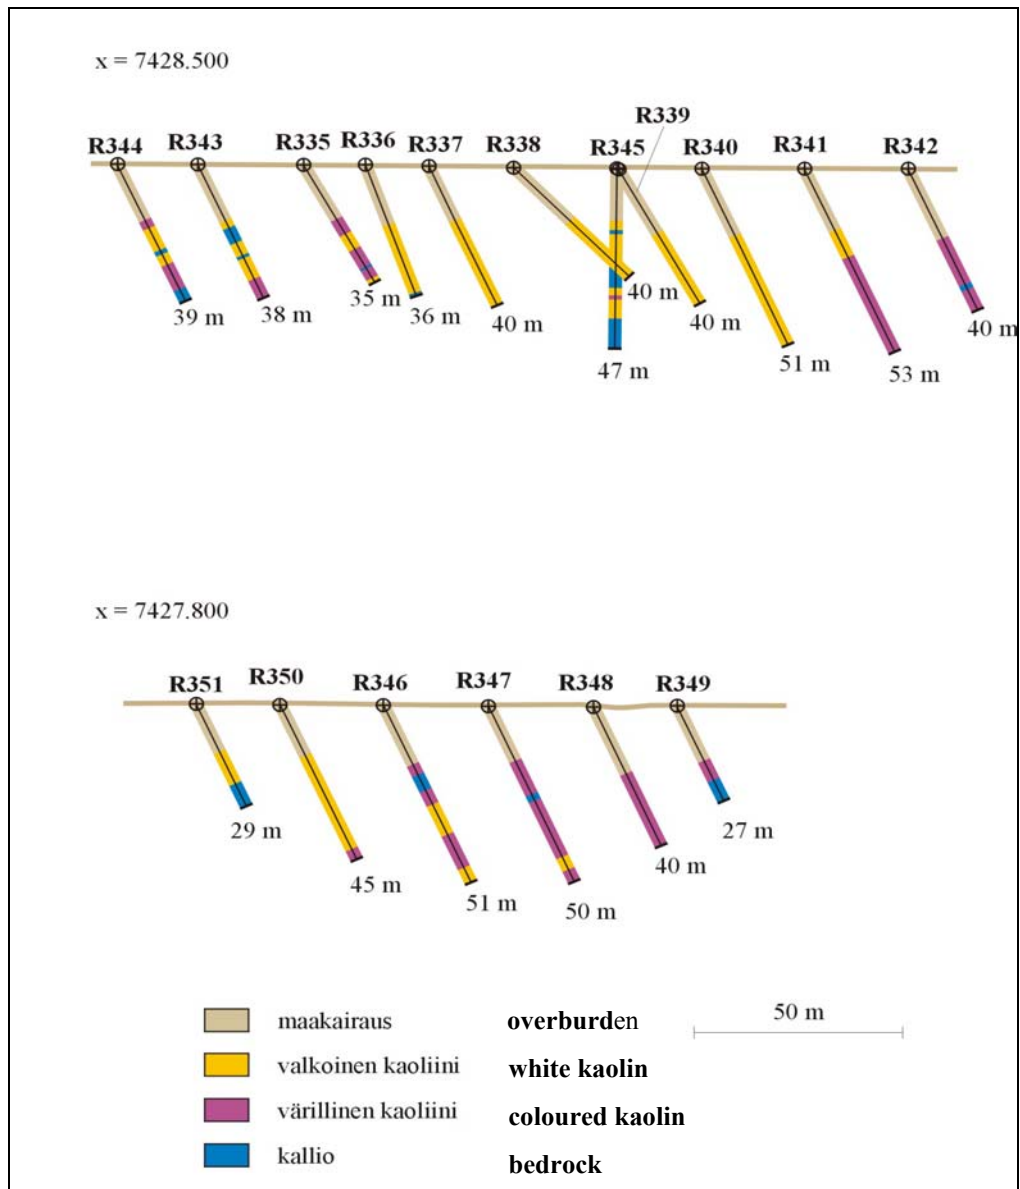 x = 7428.500
R339
R344 R343 R335 R336 R337 R338 R345 R340 R341 R342
39 m 38 m 35 m 36 m 40 m 40 m 40 m 51 m 53 m 40 m
47 m
x = 7427.800
R351 R350 R346 R347 R348 R349
29 m 45 m 51 m 50 m 40 m 27 m
maakairaus overburden 50 m
valkoinen kaoliini white kaolin
värillinen kaoliini coloured kaolin
kallio bedrock